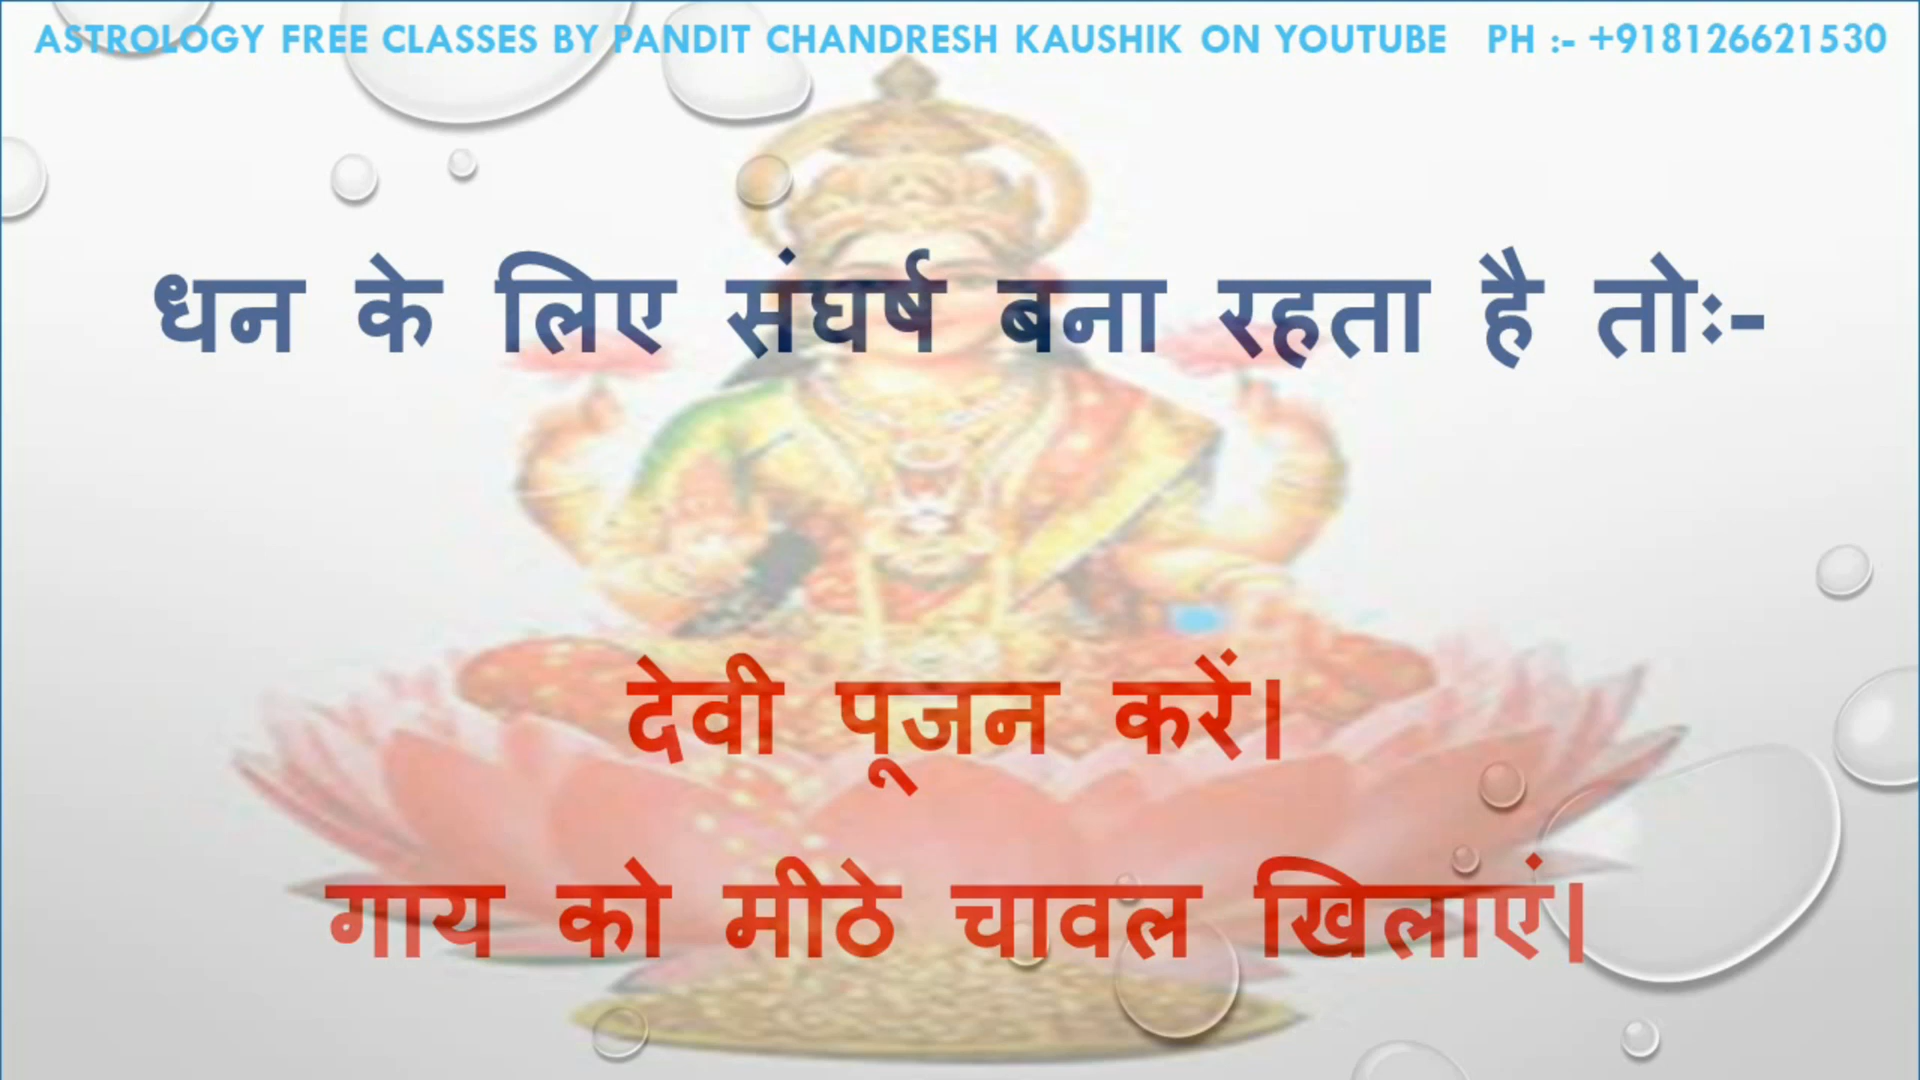 ASTROLOGY FREE CLASSES BY PANDIT CHANDRESH KAUSHIK ON YOUTUBE PH :- +918126621530
धन के लिए संघर्ष बना रहता है तोः-
देवी पूजन करें।
गाय को मीठे चावल खिलाएं।